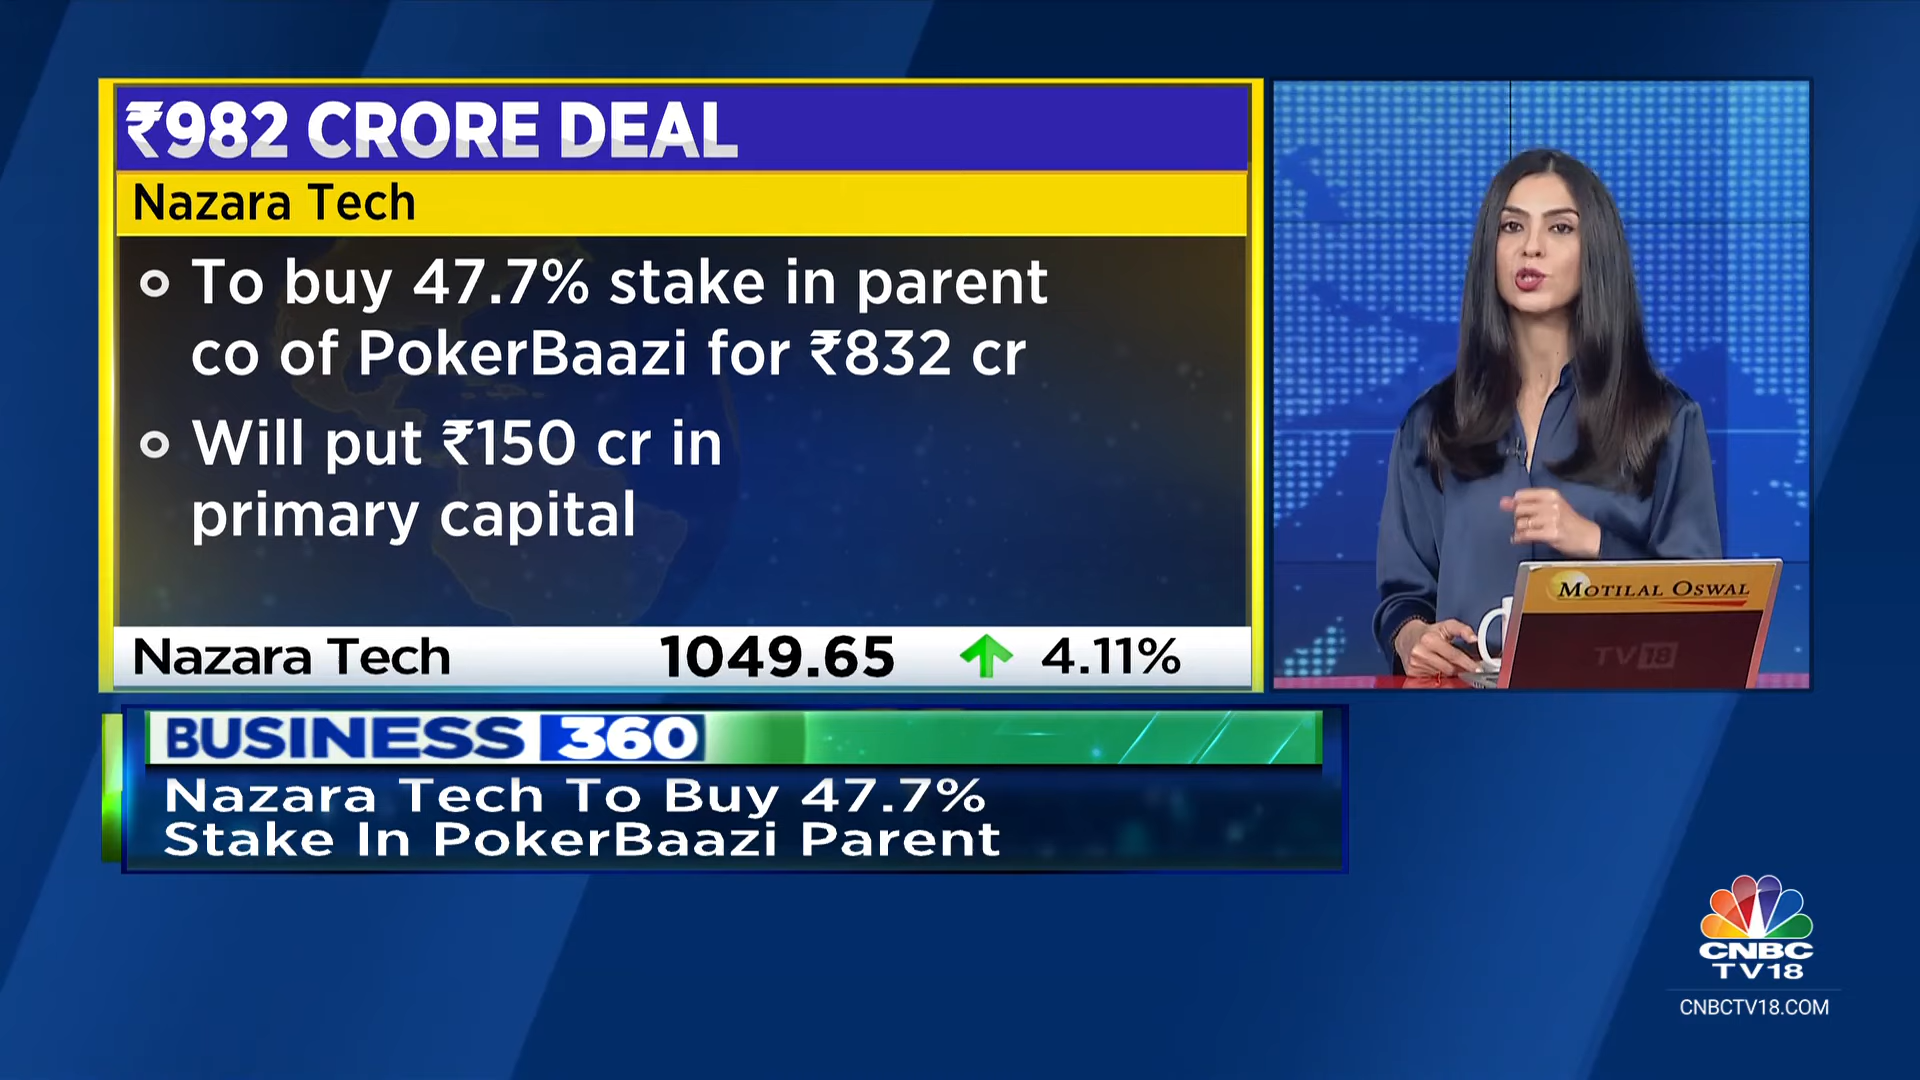 ₹982 CRORE DEAL
Nazara Tech
To buy 47.7% stake in parent
co of PokerBaazi for ₹832 cr
Will put ₹150 cr in
primary capital
Nazara Tech 1049.65 4.11%
MOTILAL OSWAL
TV18
BUSINESS 360
Nazara Tech To Buy 47.7%
Stake In PokerBaazi Parent
CNBC
TV18
CNBCTV18.COM